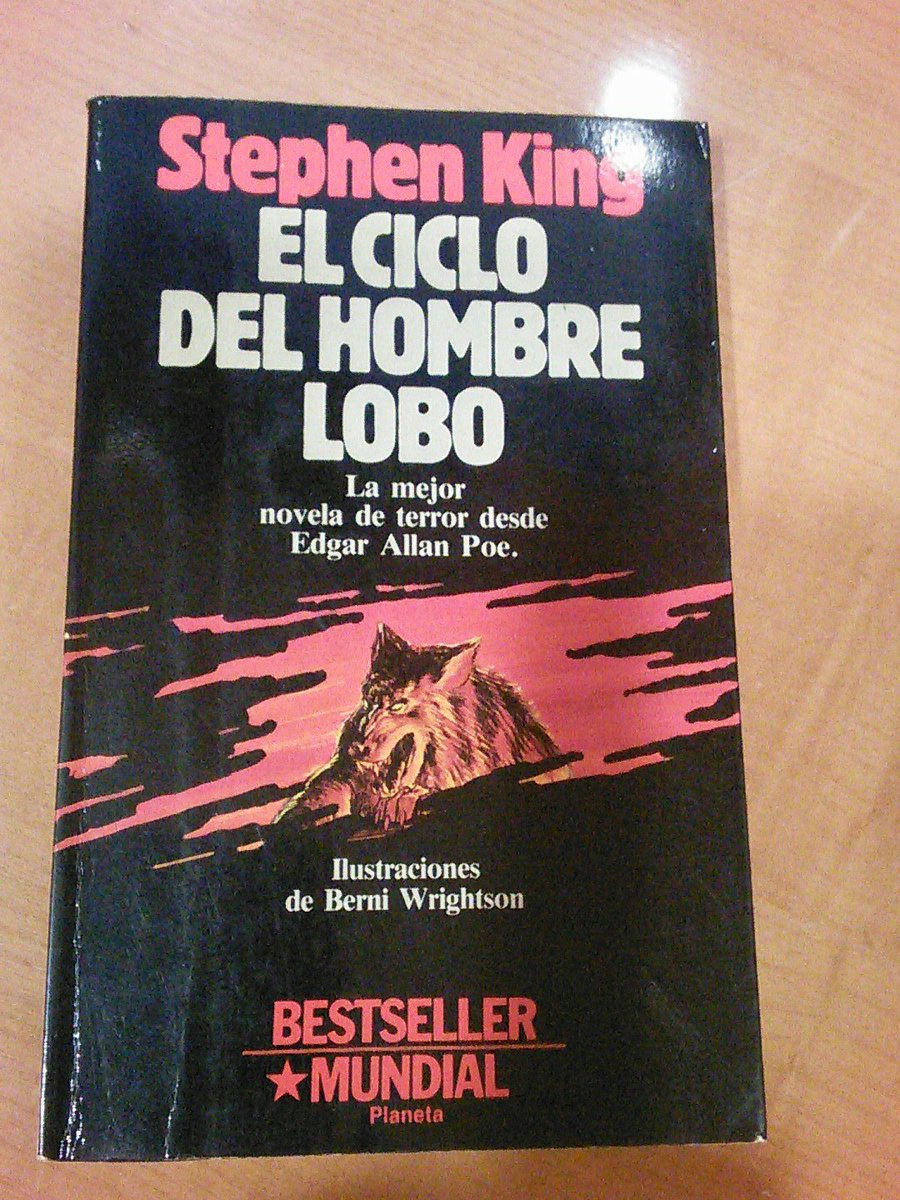 Stephen King
EL CICLO
DEL HOMBRE
LOBO
La mejor
novela de terror desde
Edgar Allan Poe.
Ilustraciones
de Berni Wrightson
BESTSELLER
★MUNDIAL
Planeta